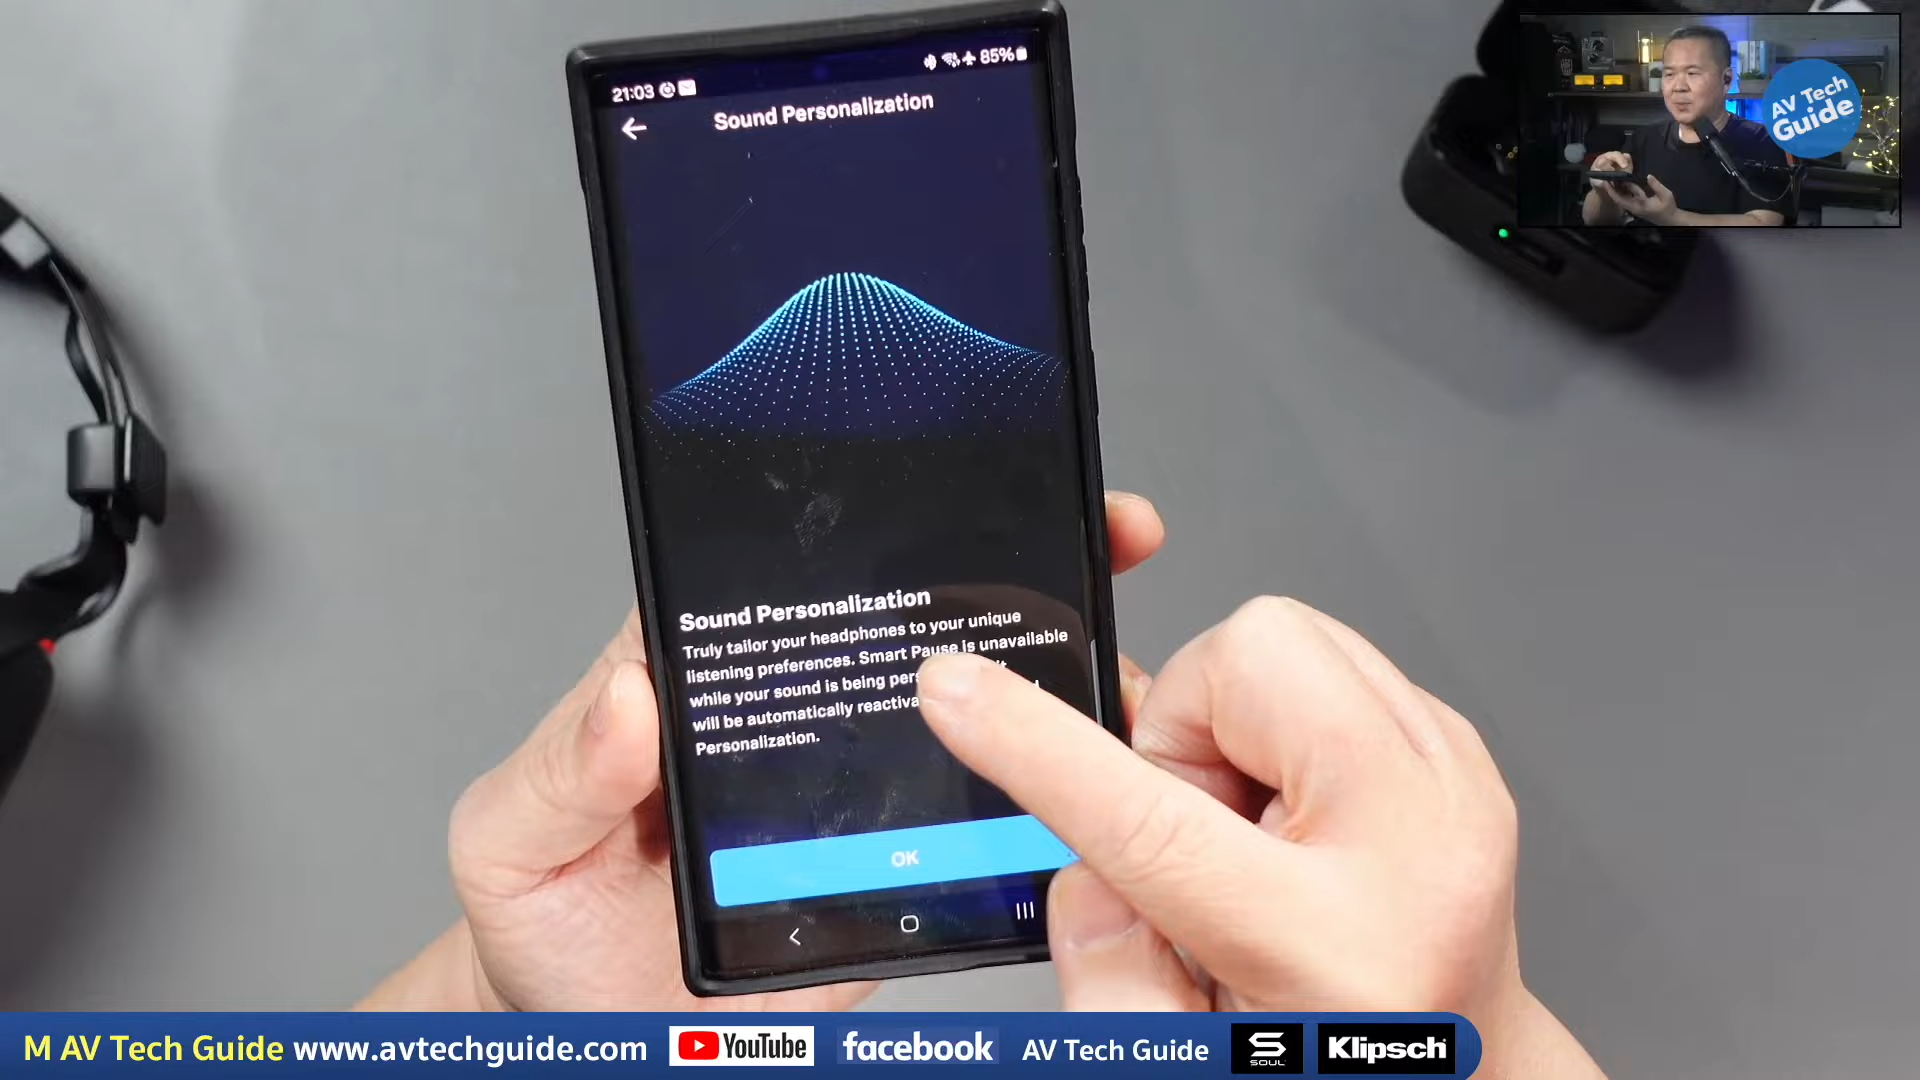 21:03
85%
Sound Personalization
Sound Personalization
Truly tailor your headphones to your unique
listening preferences. Smart Pause is unavailable
while your sound is being
will be automatically
Personalization.
OK
AV Tech
Guide
M AV Tech Guide www.avtechguide.com YouTube facebook AV Tech Guide SOUL Klipsch